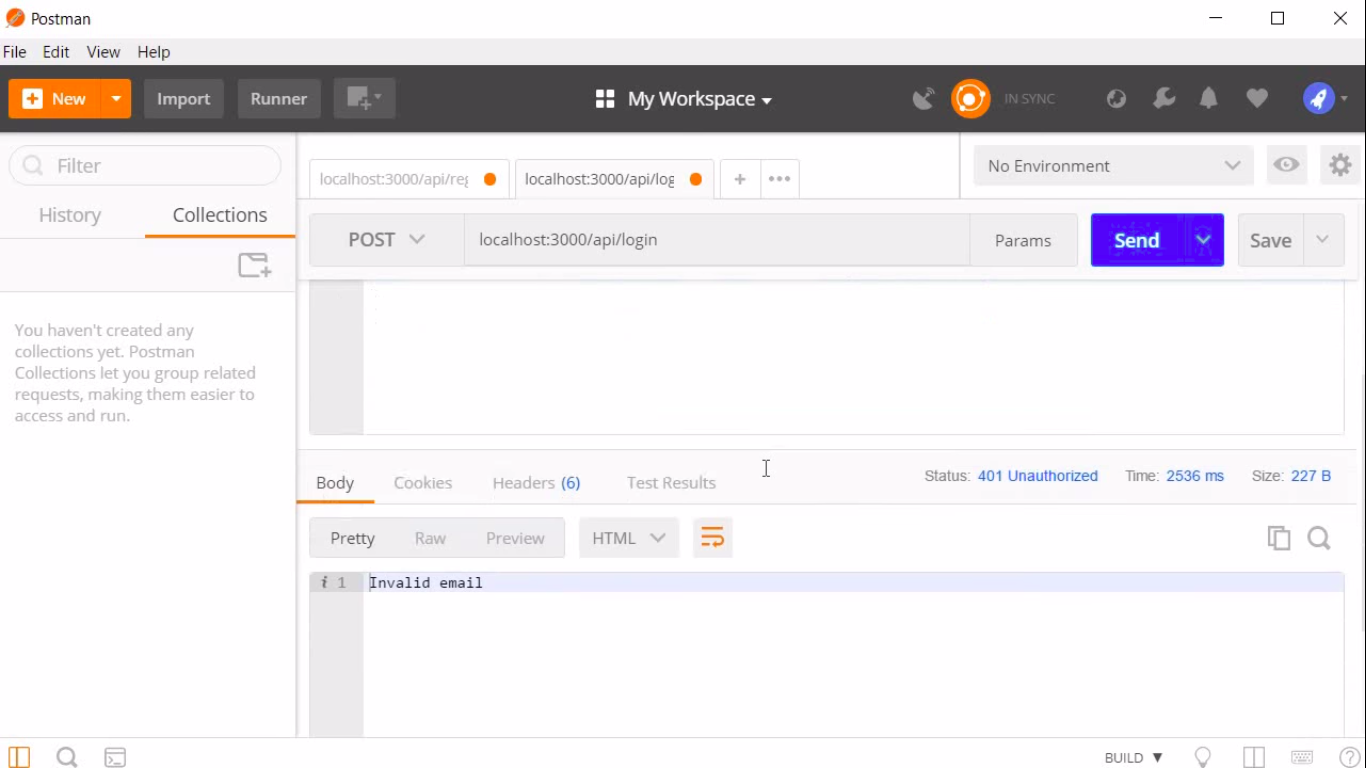 Postman
File Edit View Help
New Import Runner My Workspace IN SYNC
Filter
History Collections
You haven't created any
collections yet. Postman
Collections let you group related
requests, making them easier to
access and run.
localhost:3000/api/reg localhost:3000/api/log + ••• No Environment
POST localhost:3000/api/login Params Send Save
Body Cookies Headers (6) Test Results Status: 401 Unauthorized Time: 2536 ms Size: 227 B
Pretty Raw Preview HTML
i 1 Invalid email
BUILD